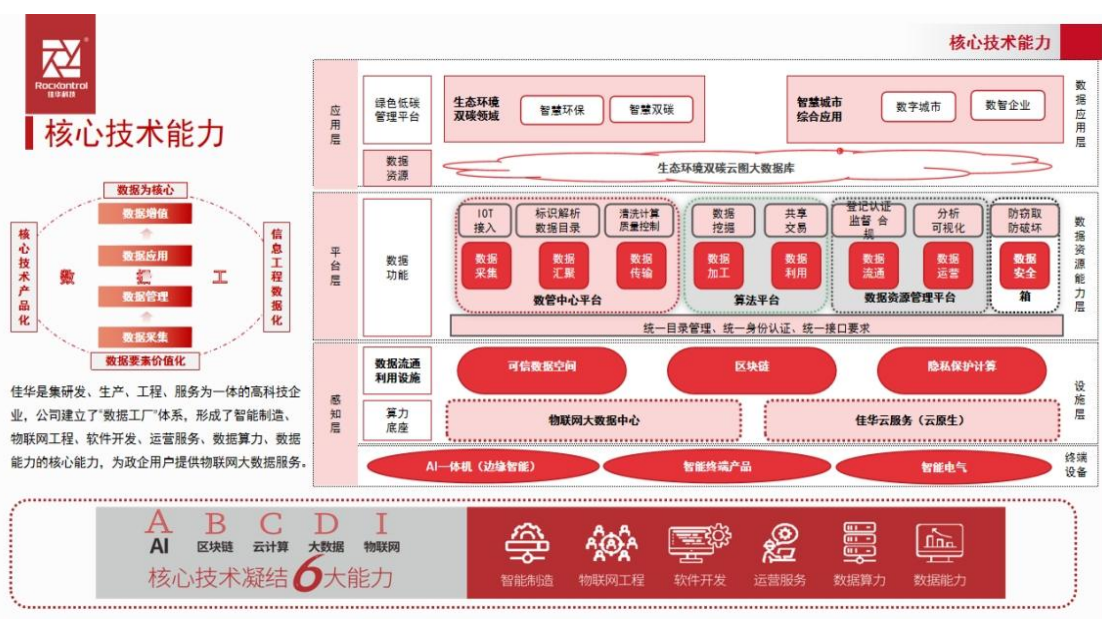 Rockontrol
佳华科技
核心技术能力
核心技术能力
数据为核心
数据增值
数据应用
数据管理
数据采集
数据要素价值化
核心技术产品化
信息工程数据化
工
佳华是集研发、生产、工程、服务为一体的高科技企
业，公司建立了"数据工厂"体系，形成了智能制造、
物联网工程、软件开发、运营服务、数据算力、数据
能力的核心能力，为政企用户提供物联网大数据服务。
应用层
绿色低碳
管理平台
生态环境
双碳领域
智慧环保
智慧双碳
智慧城市
综合应用
数字城市
数智企业
数据应用层
数据
资源
生态环境双碳云图大数据库
平台层
数据
功能
IOT
接入
标识解析
数据目录
清洗计算
质量控制
数据
挖掘
共享
交易
登记认证
监督 合
规
分析
可视化
防窃取
防破坏
数据
采集
数据
汇聚
数据
传输
数据
加工
数据
利用
数据
流通
数据
运营
数据
安全
箱
数管中心平台
算法平台
数据资源管理平台
统一目录管理、统一身份认证、统一接口要求
数据资源能力层
感知层
数据流通
利用设施
可信数据空间
区块链
隐私保护计算
设施层
算力
底座
物联网大数据中心
佳华云服务（云原生）
AI一体机（边缘智能）
智能终端产品
智能电气
终端
设备
A B C D I
AI 区块链 云计算 大数据 物联网
核心技术凝结6大能力
智能制造 物联网工程 软件开发 运营服务 数据算力 数据能力